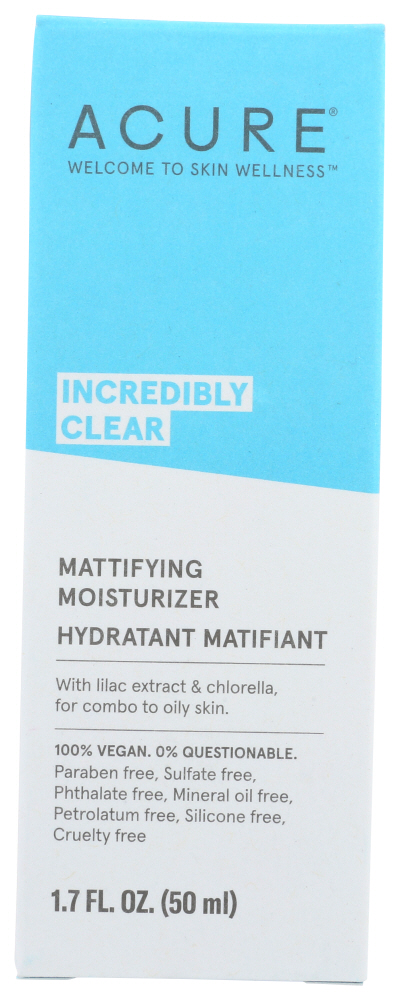 ACURE®
WELCOME TO SKIN WELLNESS™
INCREDIBLY
CLEAR
MATTIFYING
MOISTURIZER
HYDRATANT MATIFIANT
With lilac extract & chlorella,
for combo to oily skin.
100% VEGAN. 0% QUESTIONABLE.
Paraben free, Sulfate free,
Phthalate free, Mineral oil free,
Petrolatum free, Silicone free,
Cruelty free
1.7 FL. OZ. (50 ml)